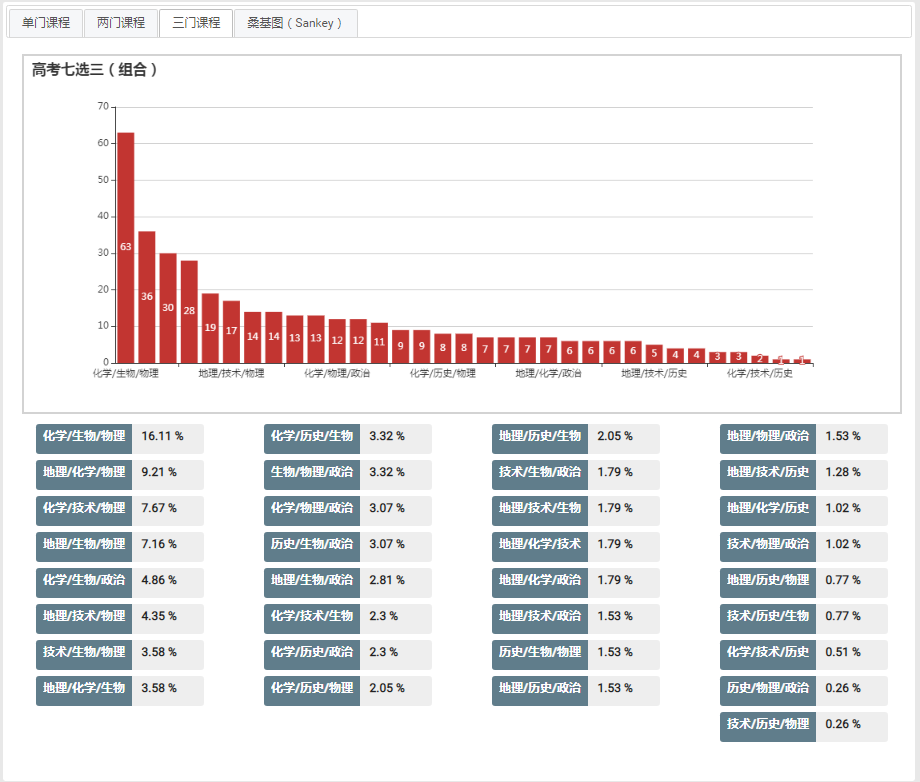 单门课程 两门课程 三门课程 桑基图（Sankey）
高考七选三（组合）
70
60
50
40
30
20
10
0
63 36 30 28 19 17 14 14 13 13 12 12 11 9 9 8 8 7 7 7 7 6 6 6 6 5 4 4 3 3 2 1 1
化学/生物/物理 地理/技术/物理 化学/物理/政治 化学/历史/物理 地理/化学/政治 地理/技术/历史 化学/技术/历史
化学/生物/物理 16.11 % 化学/历史/生物 3.32 % 地理/历史/生物 2.05 % 地理/物理/政治 1.53 %
地理/化学/物理 9.21 % 生物/物理/政治 3.32 % 技术/生物/政治 1.79 % 地理/技术/历史 1.28 %
化学/技术/物理 7.67 % 化学/物理/政治 3.07 % 地理/技术/生物 1.79 % 地理/化学/历史 1.02 %
地理/生物/物理 7.16 % 历史/生物/政治 3.07 % 地理/化学/技术 1.79 % 技术/物理/政治 1.02 %
化学/生物/政治 4.86 % 地理/生物/政治 2.81 % 地理/化学/政治 1.79 % 地理/历史/物理 0.77 %
地理/技术/物理 4.35 % 化学/技术/生物 2.3 % 地理/技术/政治 1.53 % 技术/历史/生物 0.77 %
技术/生物/物理 3.58 % 化学/历史/政治 2.3 % 历史/生物/物理 1.53 % 化学/技术/历史 0.51 %
地理/化学/生物 3.58 % 化学/历史/物理 2.05 % 地理/历史/政治 1.53 % 历史/物理/政治 0.26 %
技术/历史/物理 0.26 %